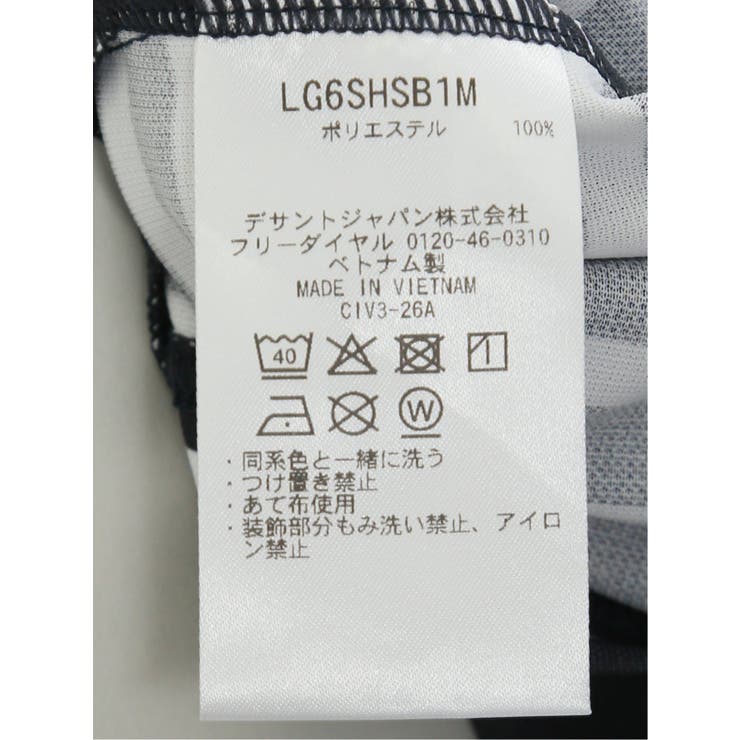 LG6SHSB1M
ポリエステル 100%
デサントジャパン株式会社
フリーダイヤル 0120-46-0310
ベトナム製
MADE IN VIETNAM
CIV3-26A
40
W
・同系色と一緒に洗う
・つけ置き禁止
・あて布使用
・装飾部分もみ洗い禁止、アイロ
ン禁止